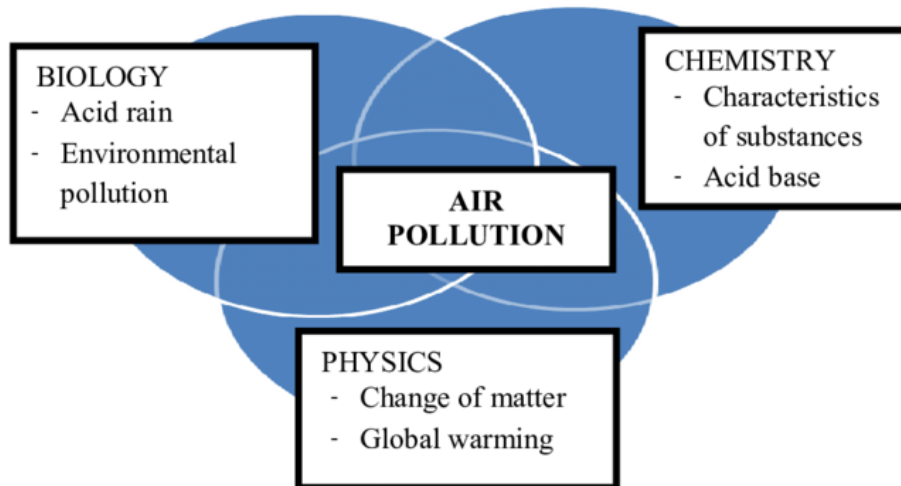 BIOLOGY
- Acid rain
- Environmental
pollution
CHEMISTRY
- Characteristics
of substances
- Acid base
AIR
POLLUTION
PHYSICS
- Change of matter
- Global warming